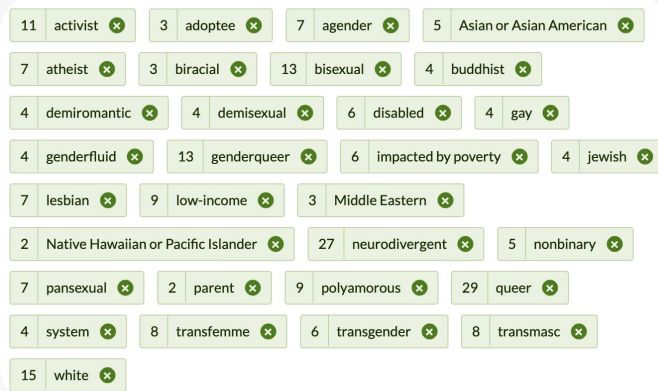 11 activist 3 adoptee 7 agender 5 Asian or Asian American
7 atheist 3 biracial 13 bisexual 4 buddhist
4 demiromantic 4 demisexual 6 disabled 4 gay
4 genderfluid 13 genderqueer 6 impacted by poverty 4 jewish
7 lesbian 9 low-income 3 Middle Eastern
2 Native Hawaiian or Pacific Islander 27 neurodivergent 5 nonbinary
7 pansexual 2 parent 9 polyamorous 29 queer
4 system 8 transfemme 6 transgender 8 transmasc
15 white